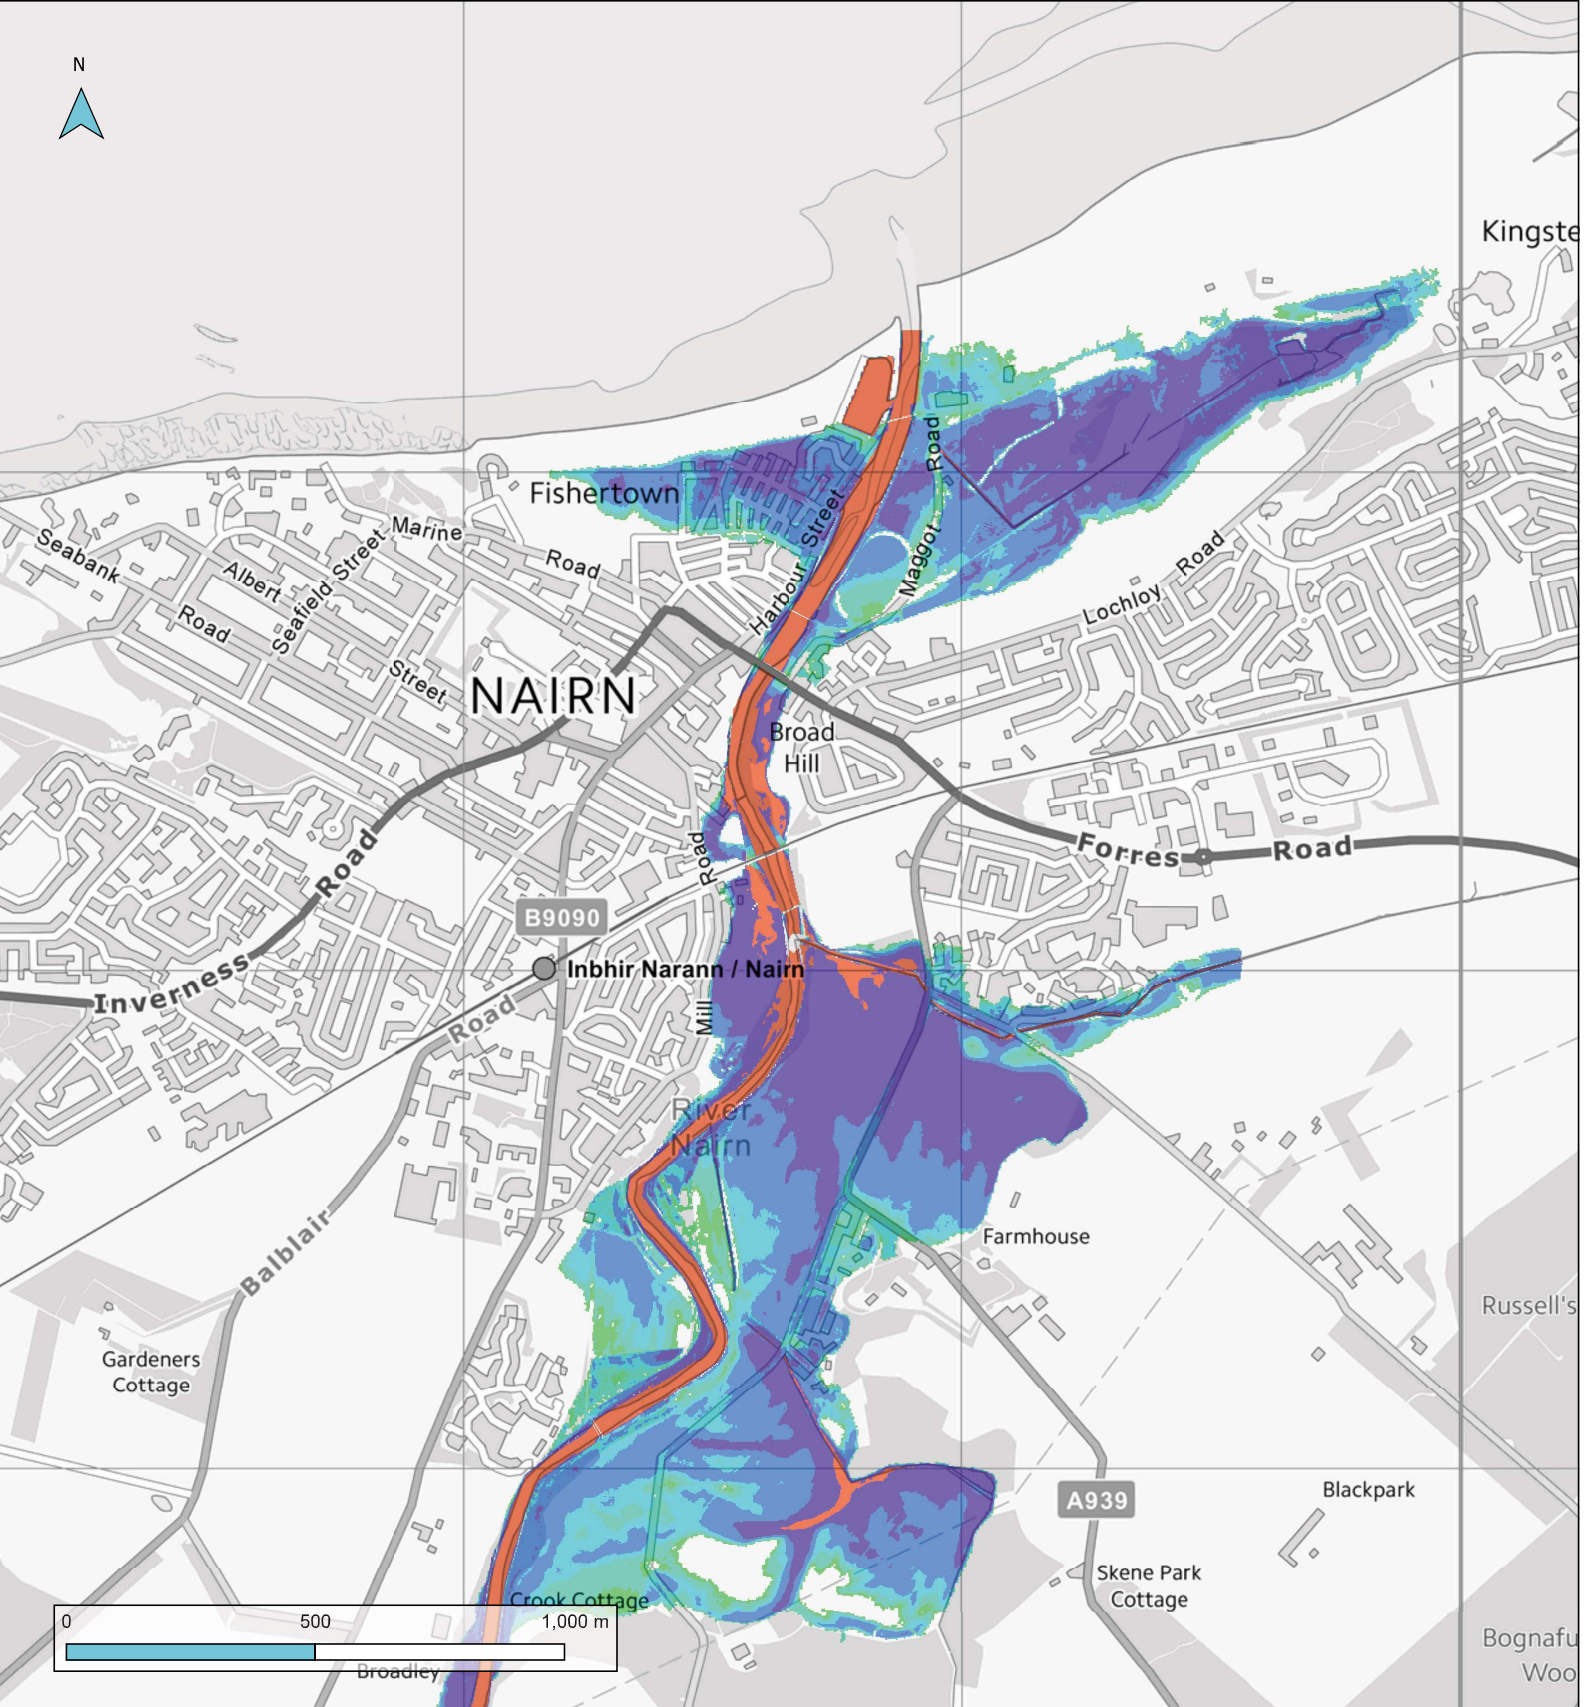 N
Kingste
Fishertown
Marine
Road
Seabank
Road
Albert
Street
Seafield Street
Harbour Street
Maggot Road
Lochloy Road
NAIRN
Broad
Hill
Forres Road
Inverness Road
Mill Road
B9090
Inbhir Narann / Nairn
Balblair Road
River
Nairn
Farmhouse
Russell's
Gardeners
Cottage
A939
Blackpark
Skene Park
Cottage
Crook Cottage
0 500 1,000 m
Broadley
Bognafu
Woo